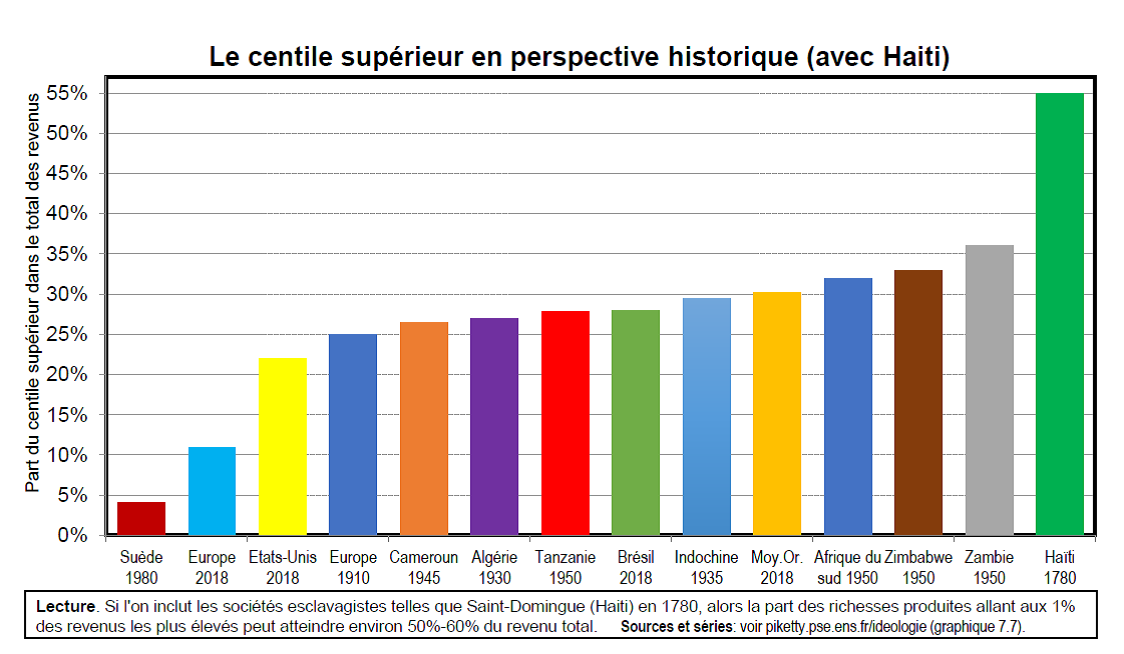 Le centile supérieur en perspective historique (avec Haiti)
Part du centile supérieur dans le total des revenus
55%
50%
45%
40%
35%
30%
25%
20%
15%
10%
5%
0%
Suède 1980
Europe 2018
Etats-Unis 2018
Europe 1910
Cameroun 1945
Algérie 1930
Tanzanie 1950
Brésil 2018
Indochine 1935
Moy.Or. 2018
Afrique du sud 1950
Zimbabwe 1950
Zambie 1950
Haïti 1780
Lecture. Si l'on inclut les sociétés esclavagistes telles que Saint-Domingue (Haiti) en 1780, alors la part des richesses produites allant aux 1%
des revenus les plus élevés peut atteindre environ 50%-60% du revenu total. Sources et séries: voir piketty.pse.ens.fr/ideologie (graphique 7.7).